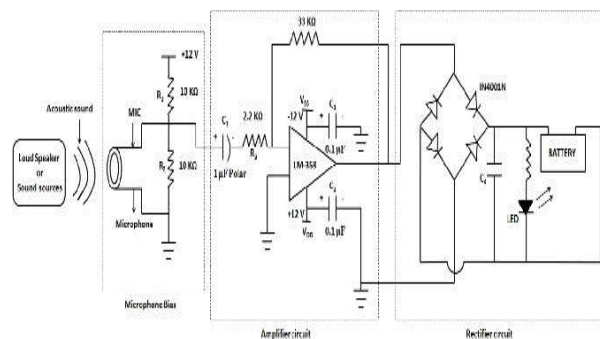 33 KΩ
+12 V
R1
10 KΩ
Acoustic sound
MIC
Loud Speaker
or
Sound sources
R2
10 KΩ
Microphone
C1
+
-
1 µF Polar
2.2 KΩ
R3
VSS
-12 V
+
C2
-
0.1 µF
LM-358
+12 V
VDD
+
-
0.1 µF
IN4001N
C4
LED
BATTERY
Microphone Bias
Amplifier circuit
Rectifier circuit